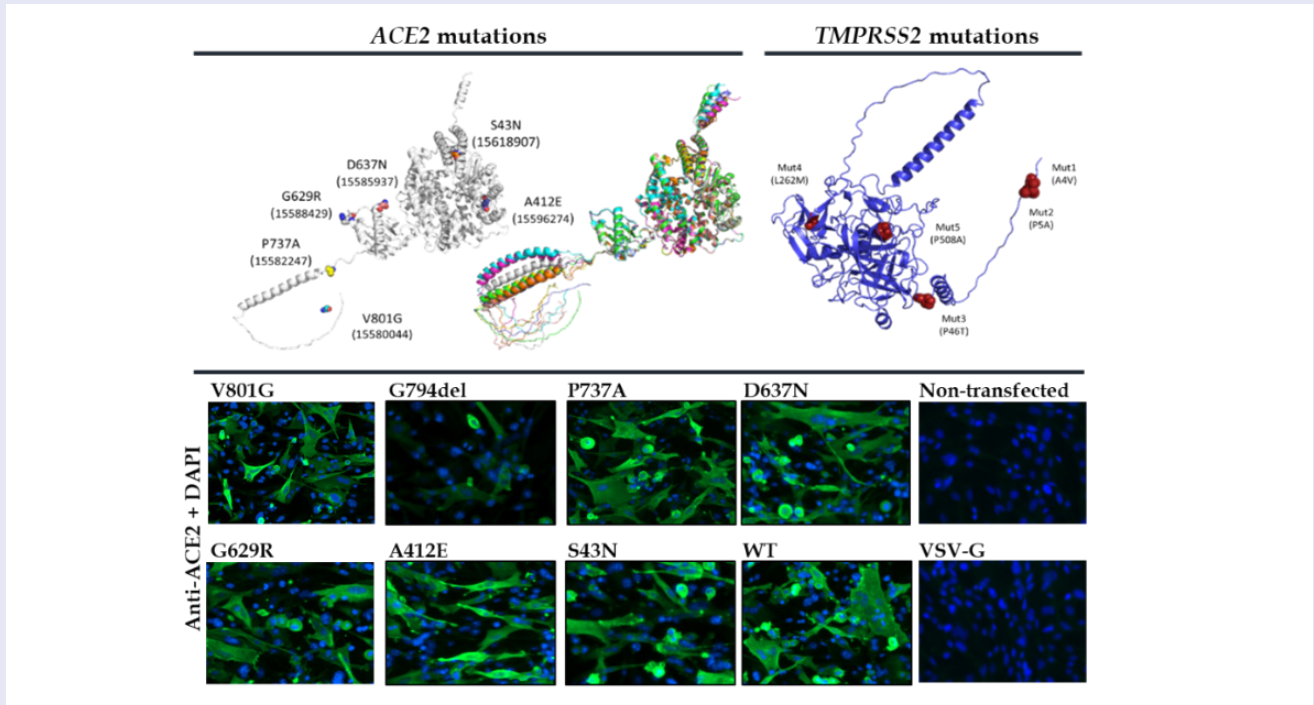 ACE2 mutations
TMPRSS2 mutations
S43N
(15618907)
D637N
(15585937)
G629R
(15588429)
A412E
(15596274)
P737A
(15582247)
V801G
(15580044)
Mut4
(L262M)
Mut1
(A4V)
Mut2
(P5A)
Mut5
(P508A)
Mut3
(P46T)
Anti-ACE2 + DAPI
V801G
G794del
P737A
D637N
Non-transfected
G629R
A412E
S43N
WT
VSV-G